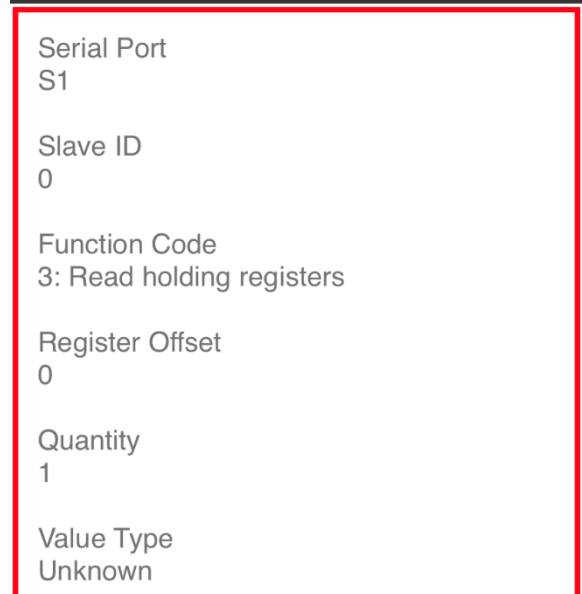 Serial Port
S1
Slave ID
0
Function Code
3: Read holding registers
Register Offset
0
Quantity
1
Value Type
Unknown